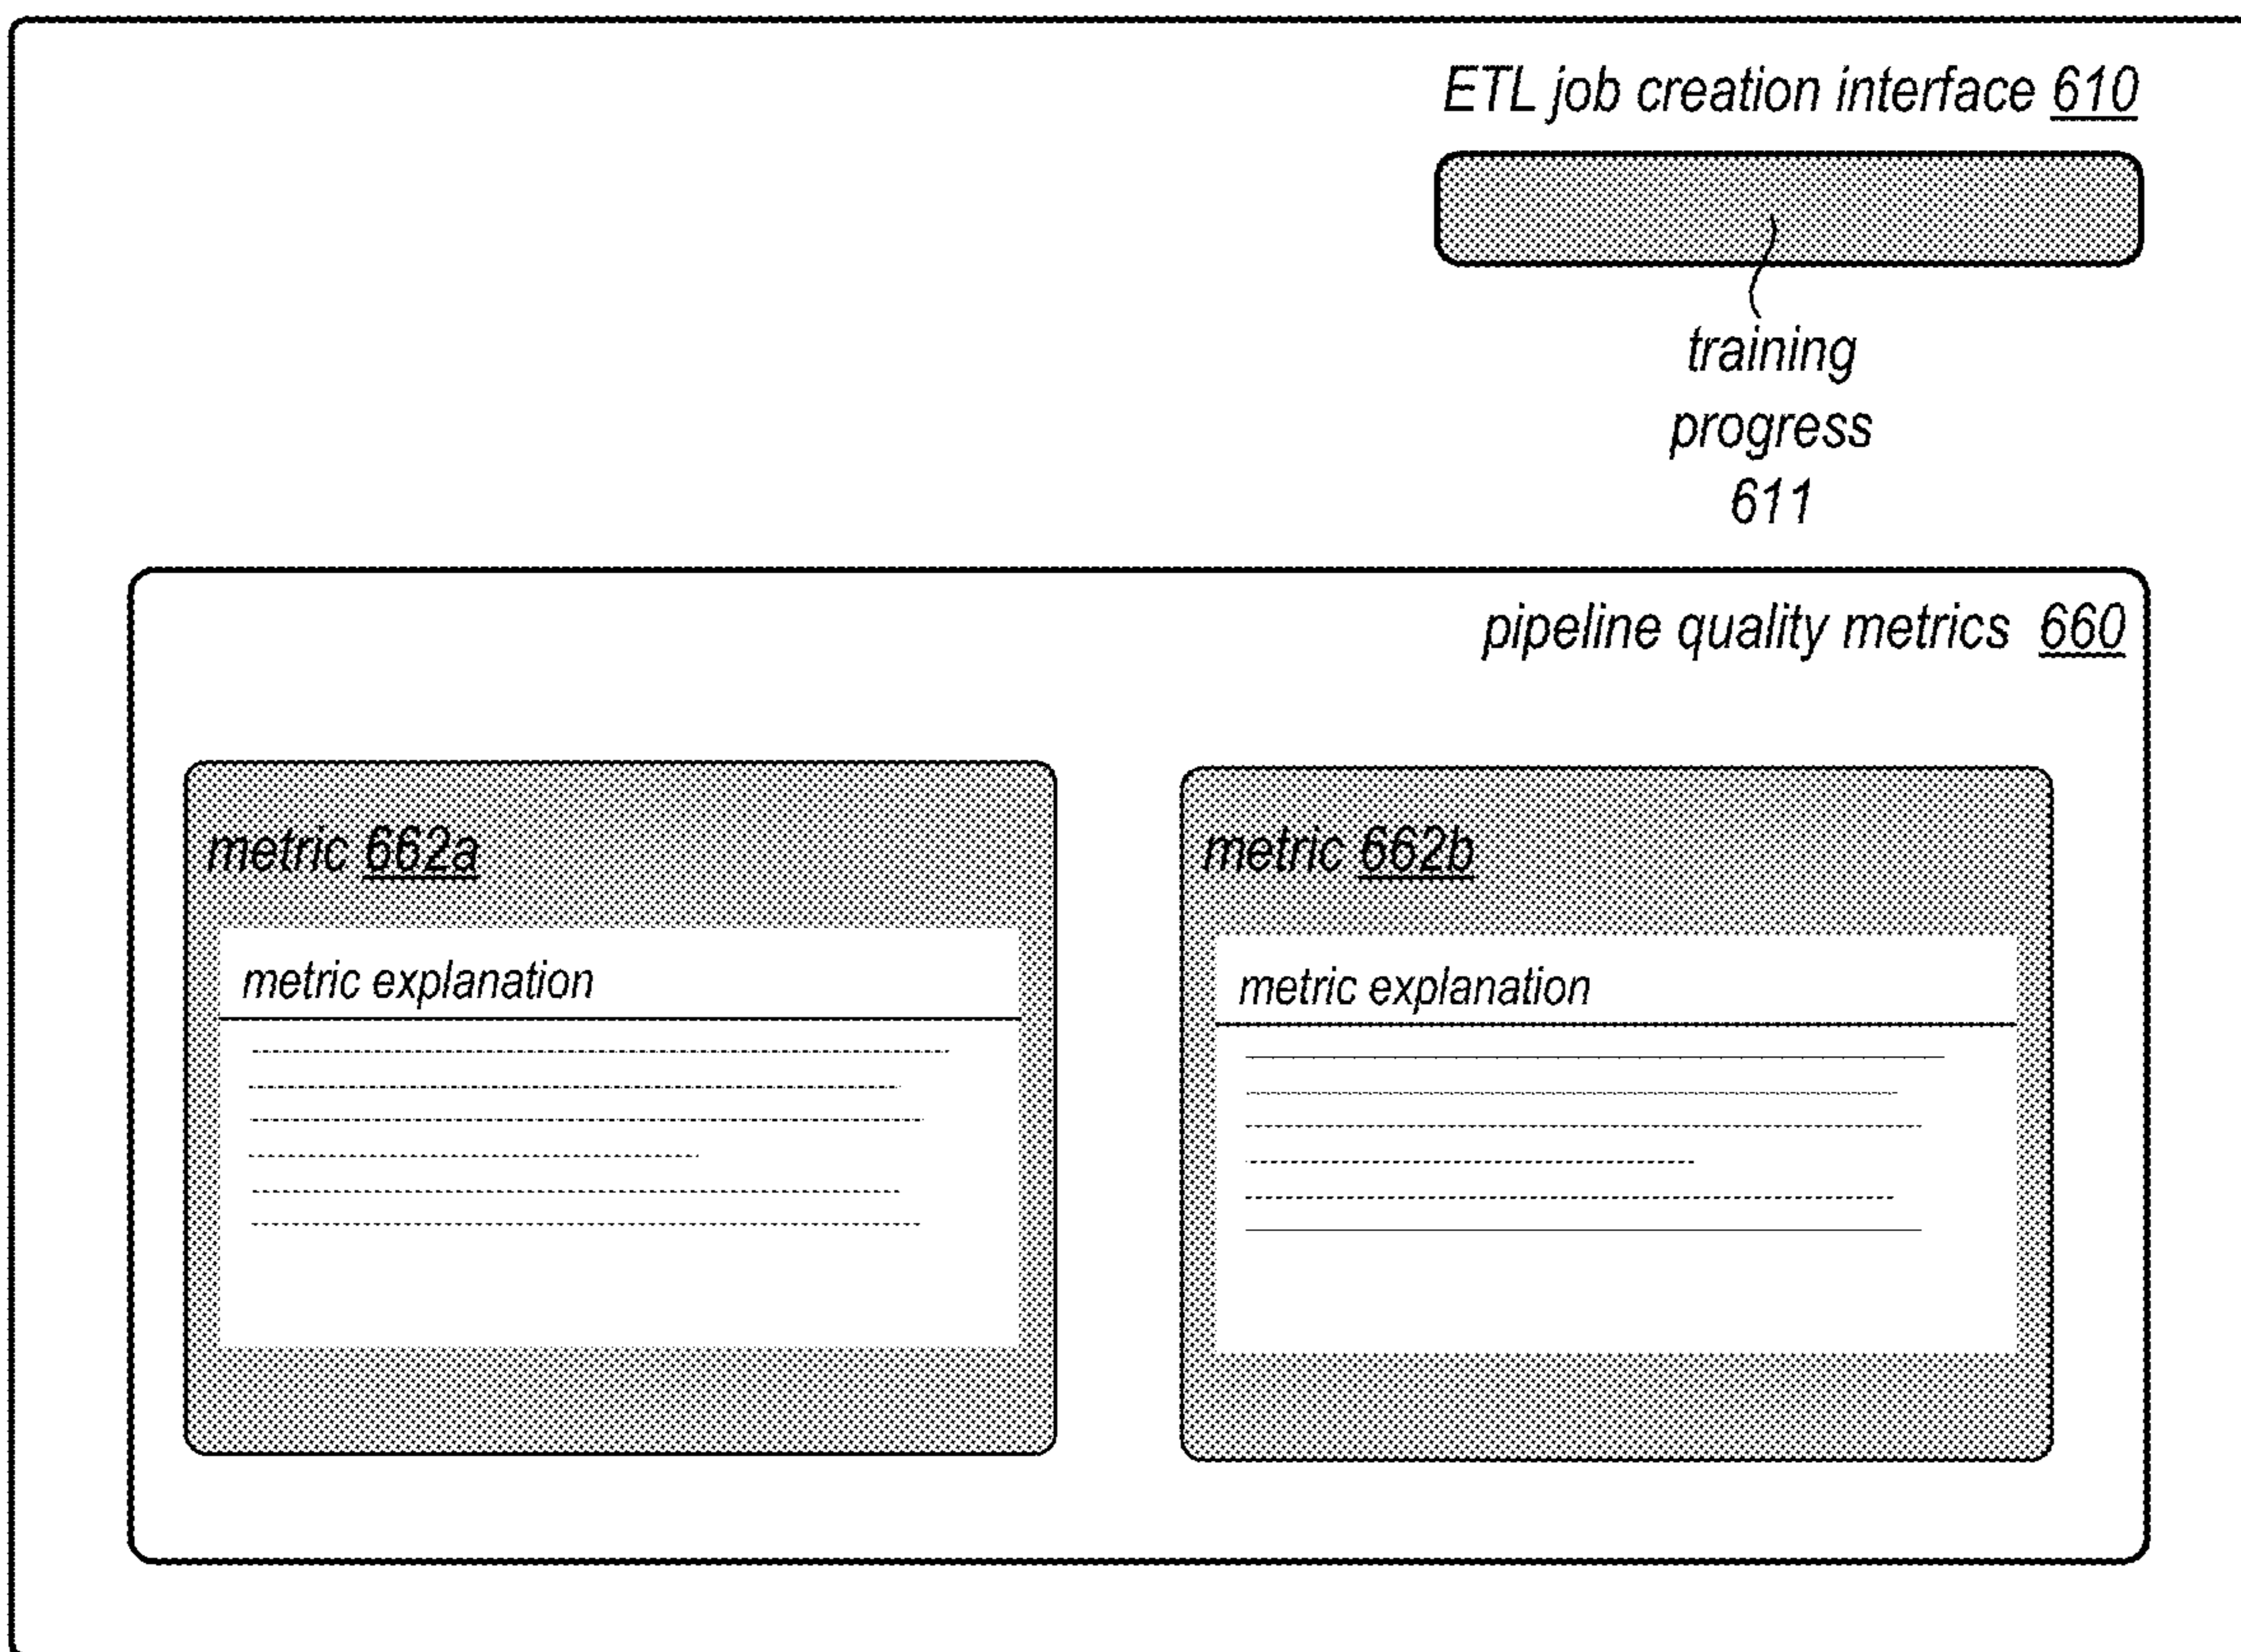 ETL job creation interface 610
training
progress
611
pipeline quality metrics 660
metric 662a
metric explanation
metric 662b
metric explanation